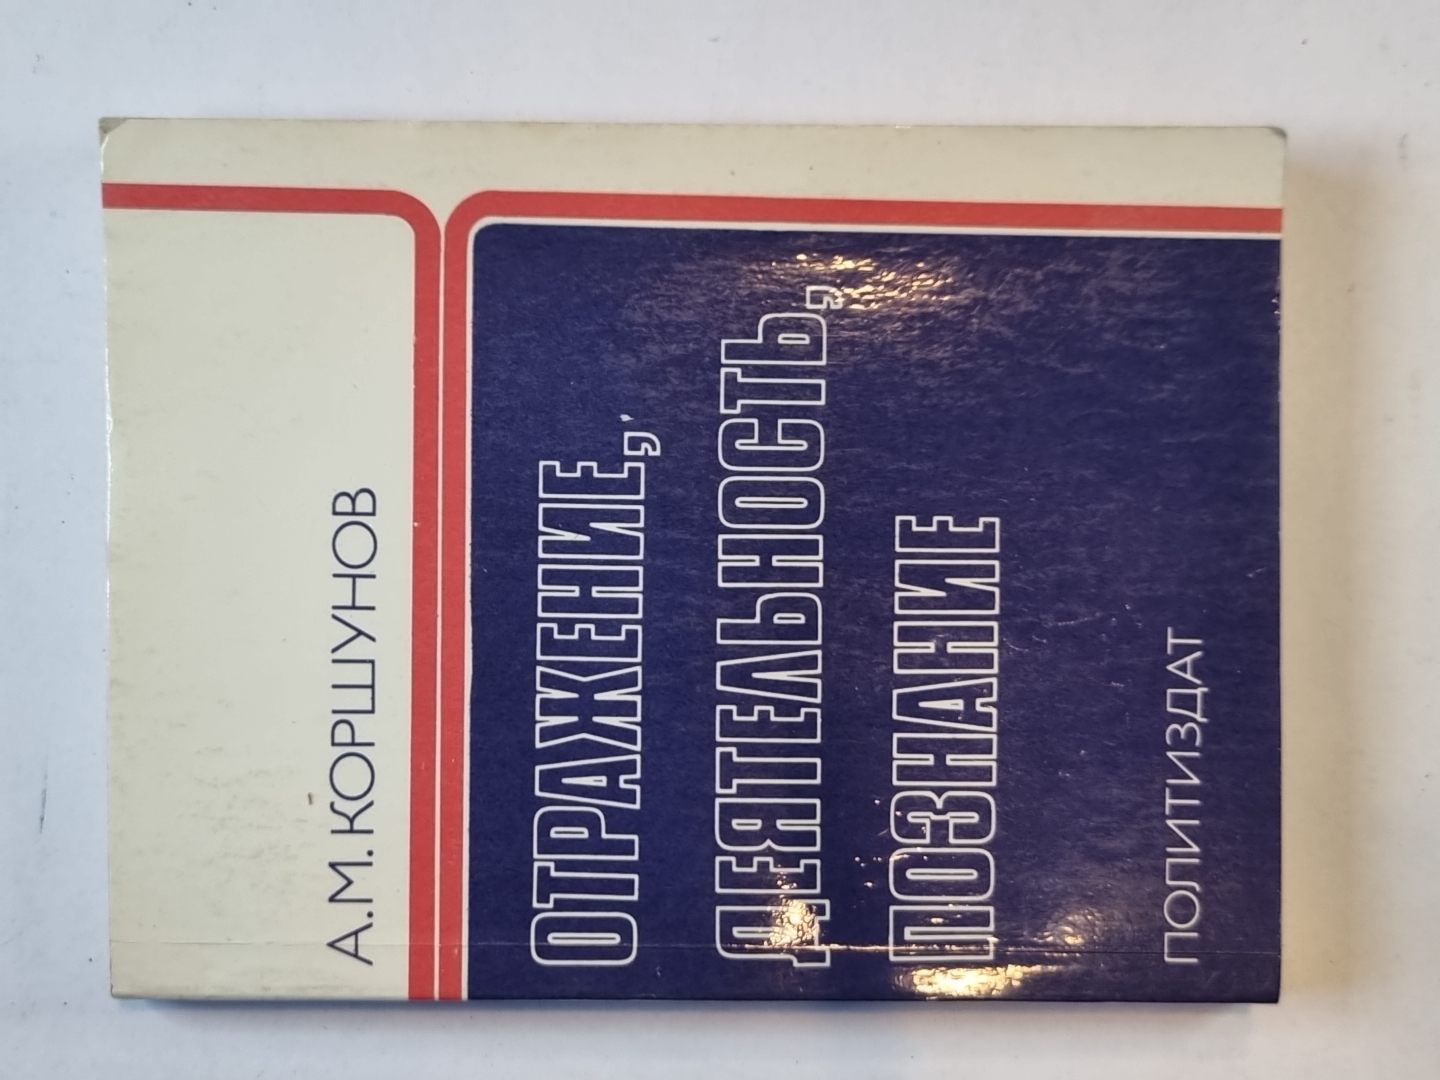 А.М.КОРШУНОВ
ОТРАЖЕНИЕ,
ДЕЯТЕЛЬНОСТЬ,
ПОЗНАНИЕ
ПОЛИТИЗДАТ